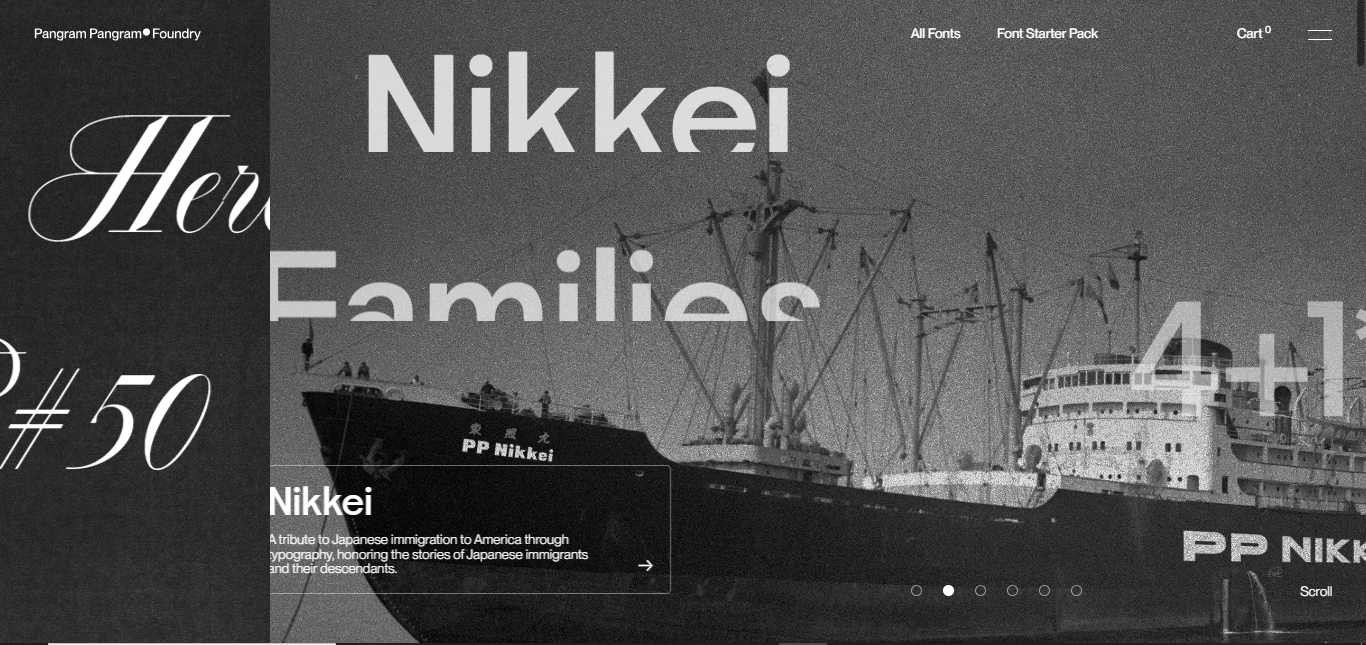 Pangram Pangram●Foundry
All Fonts
Font Starter Pack
Cart 0
Her
#50
Nikkei
Families
4+1*
東 照 丸
PP Nikkei
Nikkei
A tribute to Japanese immigration to America through
typography, honoring the stories of Japanese immigrants
and their descendants.
→
PP NIKK
Scroll